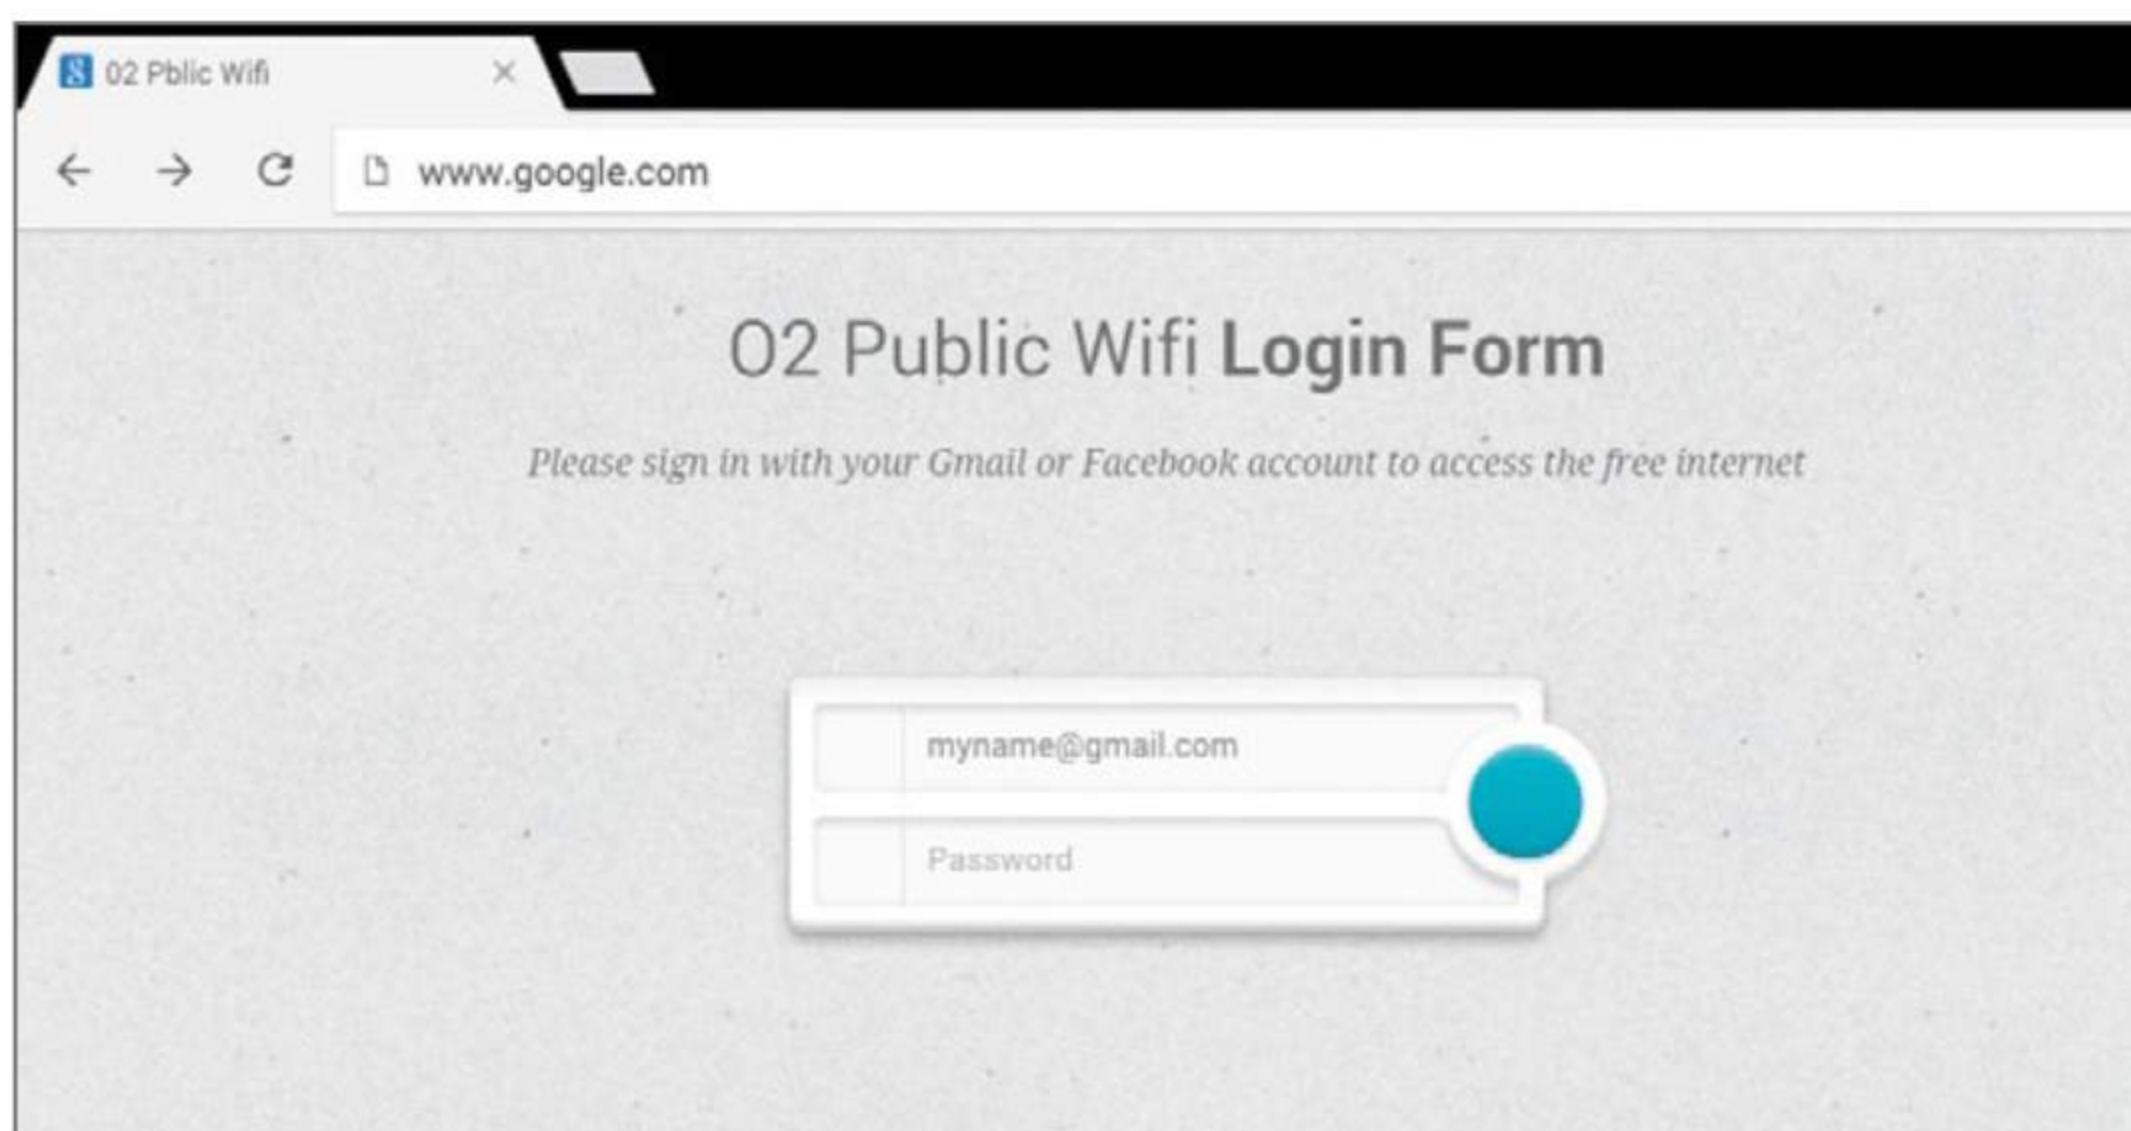 02 Pblic Wifi
www.google.com
O2 Public Wifi Login Form
Please sign in with your Gmail or Facebook account to access the free internet
myname@gmail.com
Password